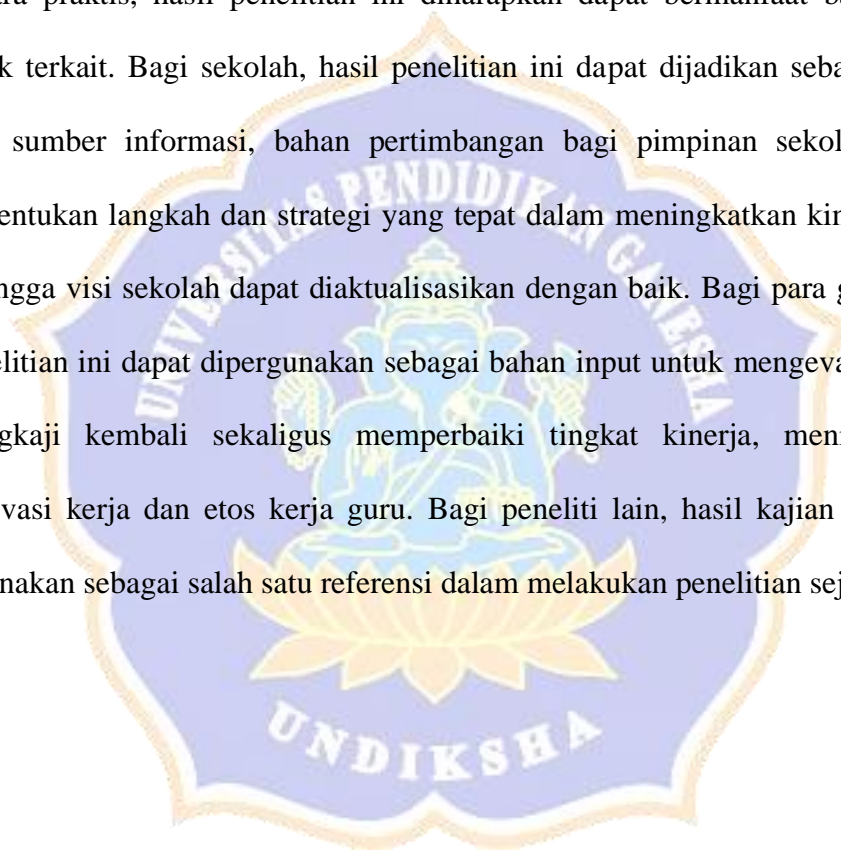 praktis, hasil penelitian ini diharapkan dapat bermanfaat
terkait. Bagi sekolah, hasil penelitian ini dapat dijadikan seba
sumber informasi, bahan pertimbangan bagi pimpinan sekol
entukan langkah dan strategi yang tepat dalam meningkatkan kin
ngga visi sekolah dapat diaktualisasikan dengan baik. Bagi para g
elitian ini dapat dipergunakan sebagai bahan input untuk mengeva
gkaji kembali sekaligus memperbaiki tingkat kinerja, meni
vasi kerja dan etos kerja guru. Bagi peneliti lain, hasil kajian
nakan sebagai salah satu referensi dalam melakukan penelitian sej
UNIVERSITAS PENDIDIKAN GANESHA
UNDIKSHA